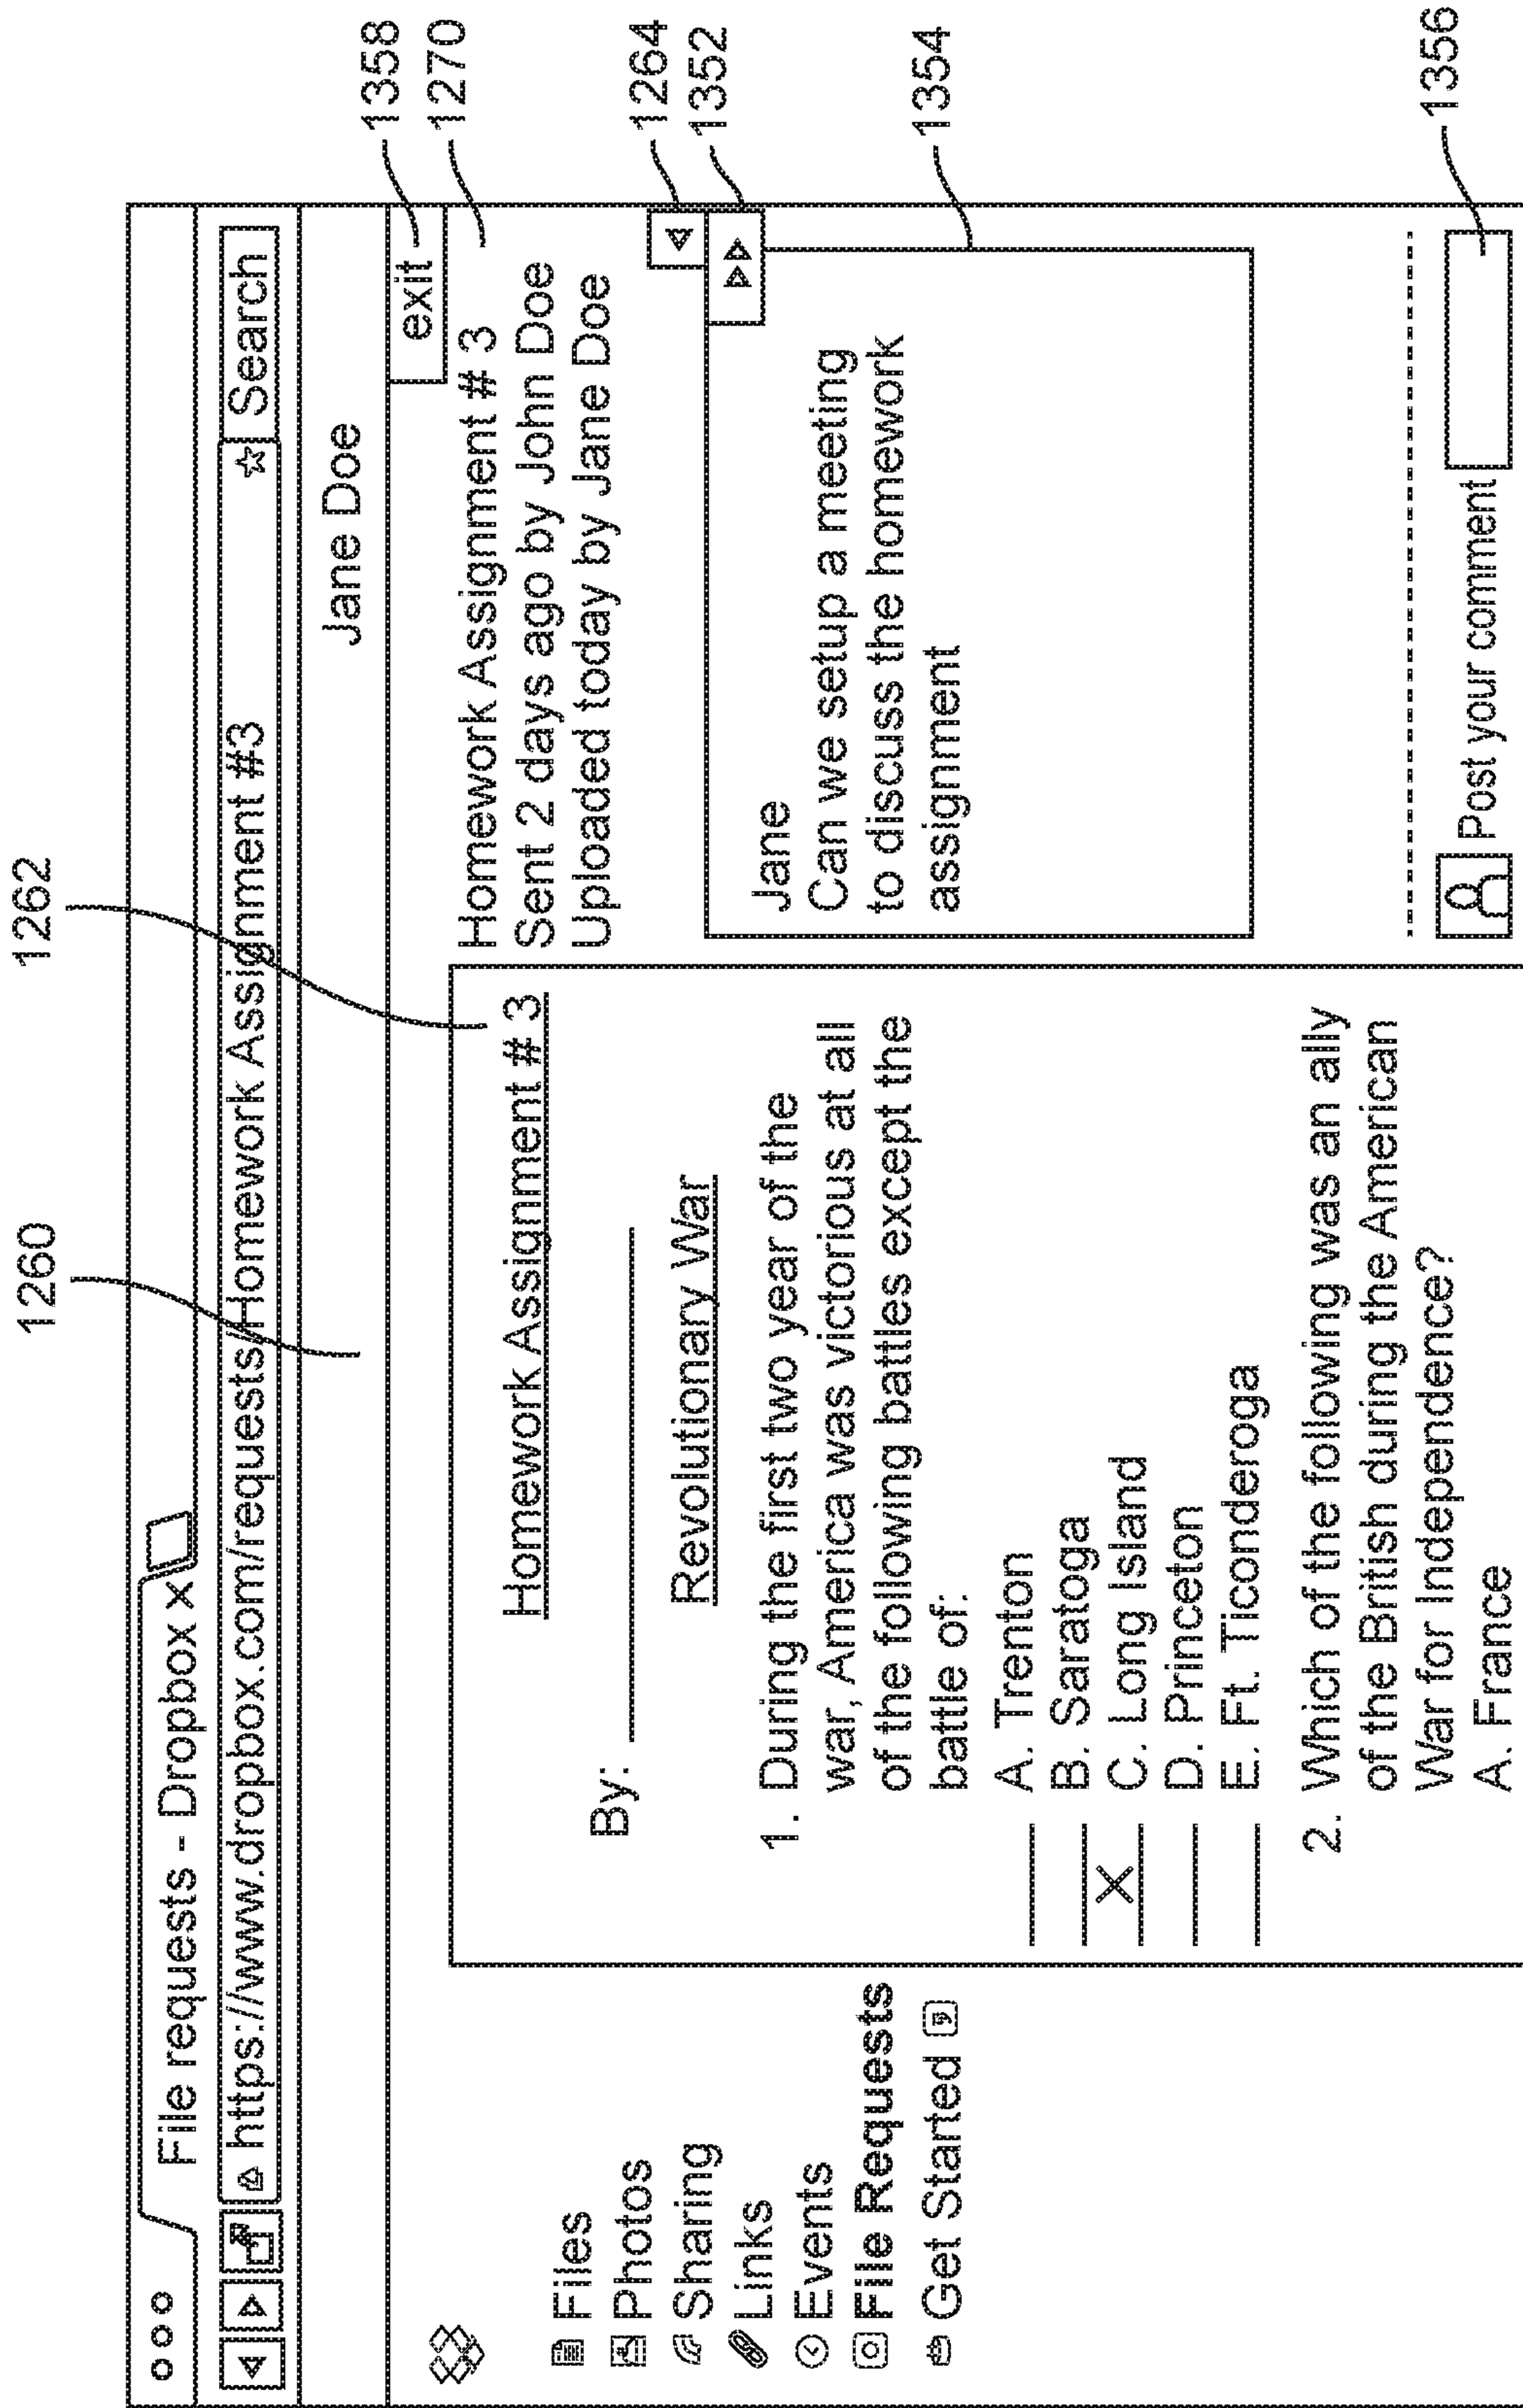 1260
1262
File requests - Dropbox x
https://www.dropbox.com/requests/Homework Assignment #3
Search
Jane Doe
exit
1358
1270
Files
Photos
Sharing
Links
Events
File Requests
Get Started
Homework Assignment # 3
By:
Revolutionary War
1. During the first two year of the
war, America was victorious at all
of the following battles except the
battle of:
A. Trenton
B. Saratoga
X C. Long Island
D. Princeton
E. Ft. Ticonderoga
2. Which of the following was an ally
of the British during the American
War for Independence?
A. France
Homework Assignment # 3
Sent 2 days ago by John Doe
Uploaded today by Jane Doe
1264
1352
Jane
Can we setup a meeting
to discuss the homework
assignment
1354
Post your comment
1356